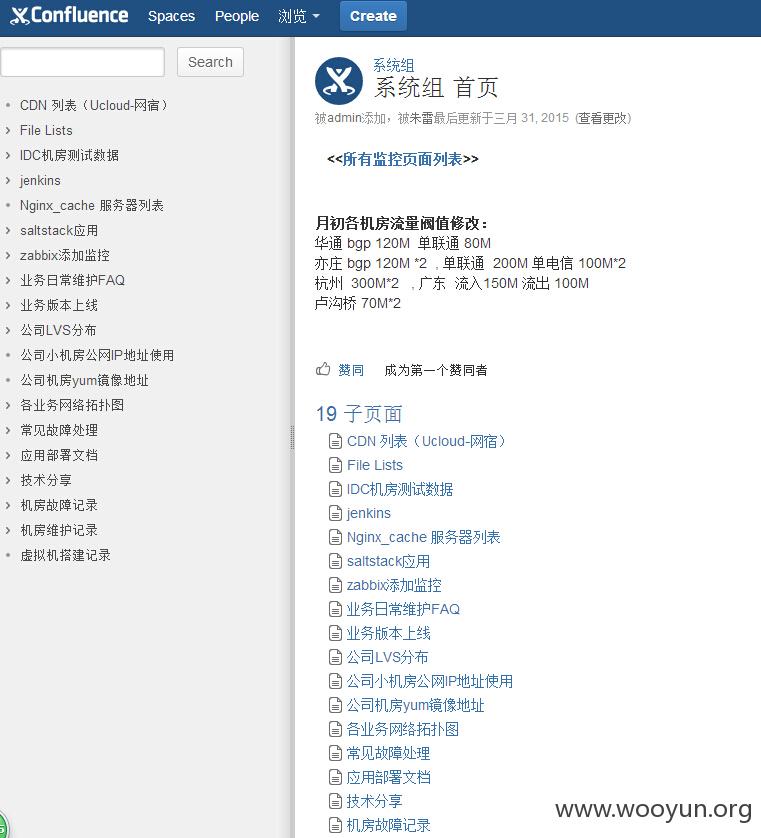 Confluence Spaces People 浏览 Create
Search
CDN 列表（Ucloud-网宿）
File Lists
IDC机房测试数据
jenkins
Nginx_cache 服务器列表
saltstack应用
zabbix添加监控
业务日常维护FAQ
业务版本上线
公司LVS分布
公司小机房公网IP地址使用
公司机房yum镜像地址
各业务网络拓扑图
常见故障处理
应用部署文档
技术分享
机房故障记录
机房维护记录
虚拟机搭建记录
系统组
系统组 首页
被admin添加，被朱雷最后更新于三月 31, 2015 (查看更改)
<<所有监控页面列表>>
月初各机房流量阀值修改：
华通 bgp 120M 单联通 80M
亦庄 bgp 120M *2 , 单联通 200M 单电信 100M*2
杭州 300M*2 , 广东 流入150M 流出 100M
卢沟桥 70M*2
赞同 成为第一个赞同者
19 子页面
CDN 列表（Ucloud-网宿）
File Lists
IDC机房测试数据
jenkins
Nginx_cache 服务器列表
saltstack应用
zabbix添加监控
业务日常维护FAQ
业务版本上线
公司LVS分布
公司小机房公网IP地址使用
公司机房yum镜像地址
各业务网络拓扑图
常见故障处理
应用部署文档
技术分享
机房故障记录
www.wooyun.org